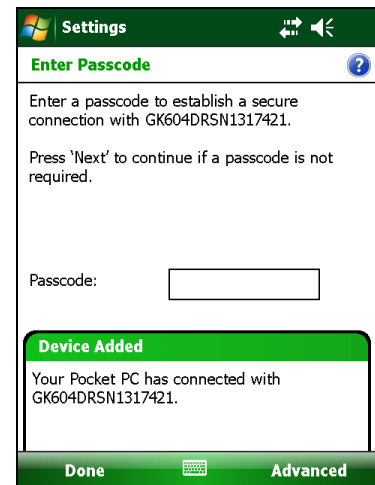 Settings
Enter Passcode
Enter a passcode to establish a secure
connection with GK604DRSN1317421.
Press `Next' to continue if a passcode is not
required.
Passcode:
Device Added
Your Pocket PC has connected with
GK604DRSN1317421.
Done
Advanced